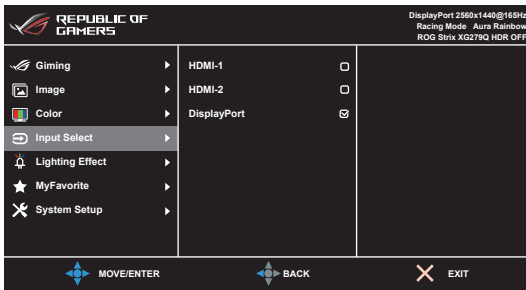 REPUBLIC OF
GAMERS
DisplayPort 2560x1440@165Hz
Racing Mode Aura Rainbow
ROG Strix XG279Q HDR OFF
Giming
Image
Color
Input Select
Lighting Effect
MyFavorite
System Setup
HDMI-1
HDMI-2
DisplayPort
MOVE/ENTER
BACK
EXIT